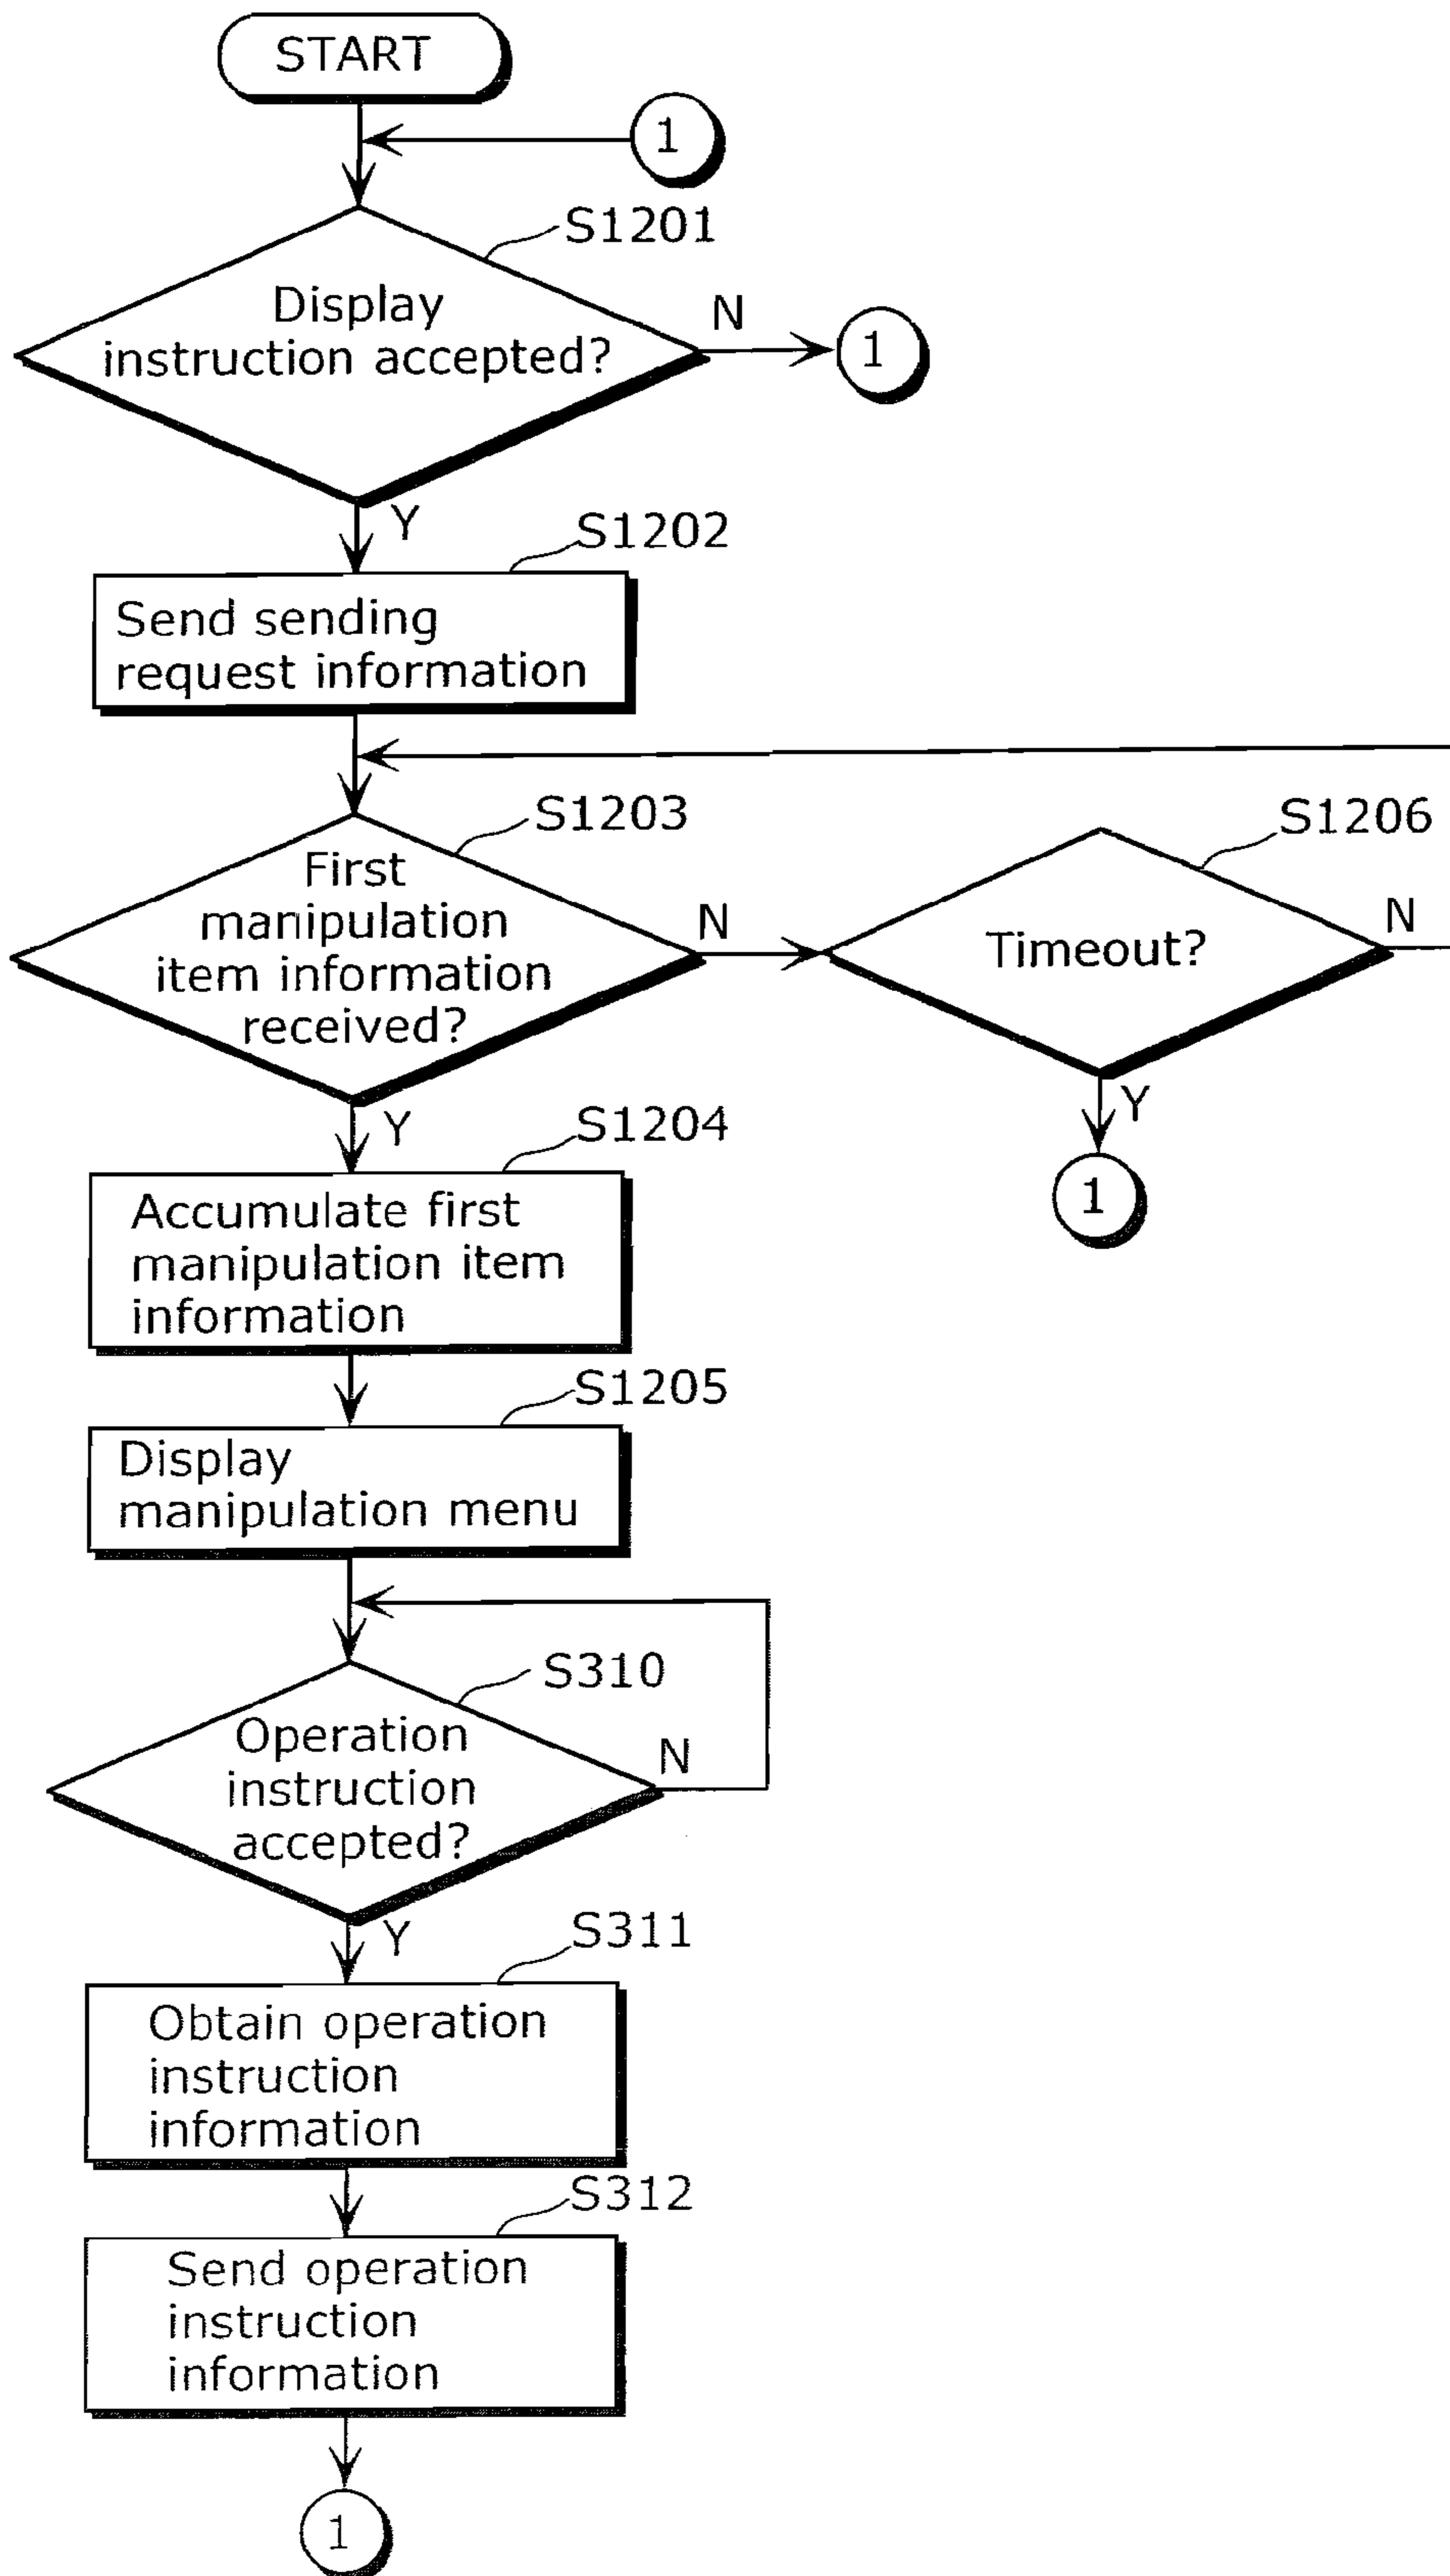 START
1
S1201
Display
instruction accepted?
N
1
Y
S1202
Send sending
request information
S1203
First
manipulation
item information
received?
N
S1206
Timeout?
N
Y
1
Y
S1204
Accumulate first
manipulation item
information
S1205
Display
manipulation menu
S310
Operation
instruction
accepted?
N
Y
S311
Obtain operation
instruction
information
S312
Send operation
instruction
information
1